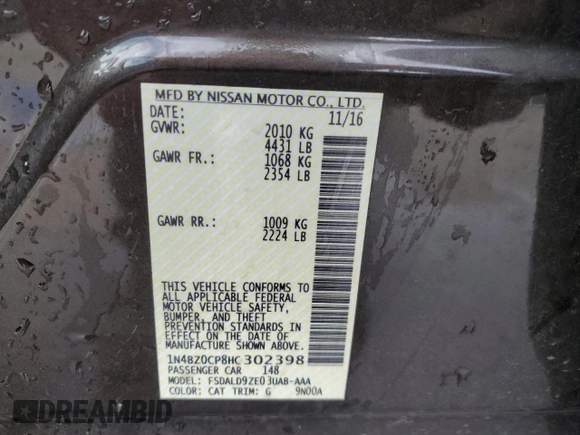 MFD BY NISSAN MOTOR CO., LTD.
DATE: 11/16
GVWR: 2010 KG
4431 LB
GAWR FR.: 1068 KG
2354 LB
GAWR RR.: 1009 KG
2224 LB
THIS VEHICLE CONFORMS TO
ALL APPLICABLE FEDERAL
MOTOR VEHICLE SAFETY,
BUMPER, AND THEFT
PREVENTION STANDARDS IN
EFFECT ON THE DATE OF
MANUFACTURE SHOWN ABOVE.
1N4BZ0CP8HC302398
PASSENGER CAR 148
MODEL: FSDALD9ZE03UAB-AAA
COLOR: CAT TRIM: G 9N00A
DREAMBID